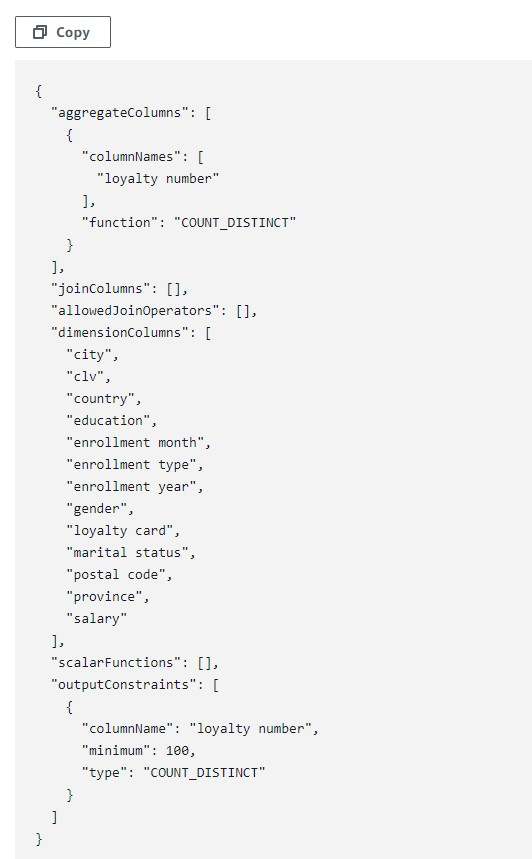 Copy
{
  "aggregateColumns": [
    {
      "columnNames": [
        "loyalty number"
      ],
      "function": "COUNT_DISTINCT"
    }
  ],
  "joinColumns": [],
  "allowedJoinOperators": [],
  "dimensionColumns": [
    "city",
    "clv",
    "country",
    "education",
    "enrollment month",
    "enrollment type",
    "enrollment year",
    "gender",
    "loyalty card",
    "marital status",
    "postal code",
    "province",
    "salary"
  ],
  "scalarFunctions": [],
  "outputConstraints": [
    {
      "columnName": "loyalty number",
      "minimum": 100,
      "type": "COUNT_DISTINCT"
    }
  ]
}